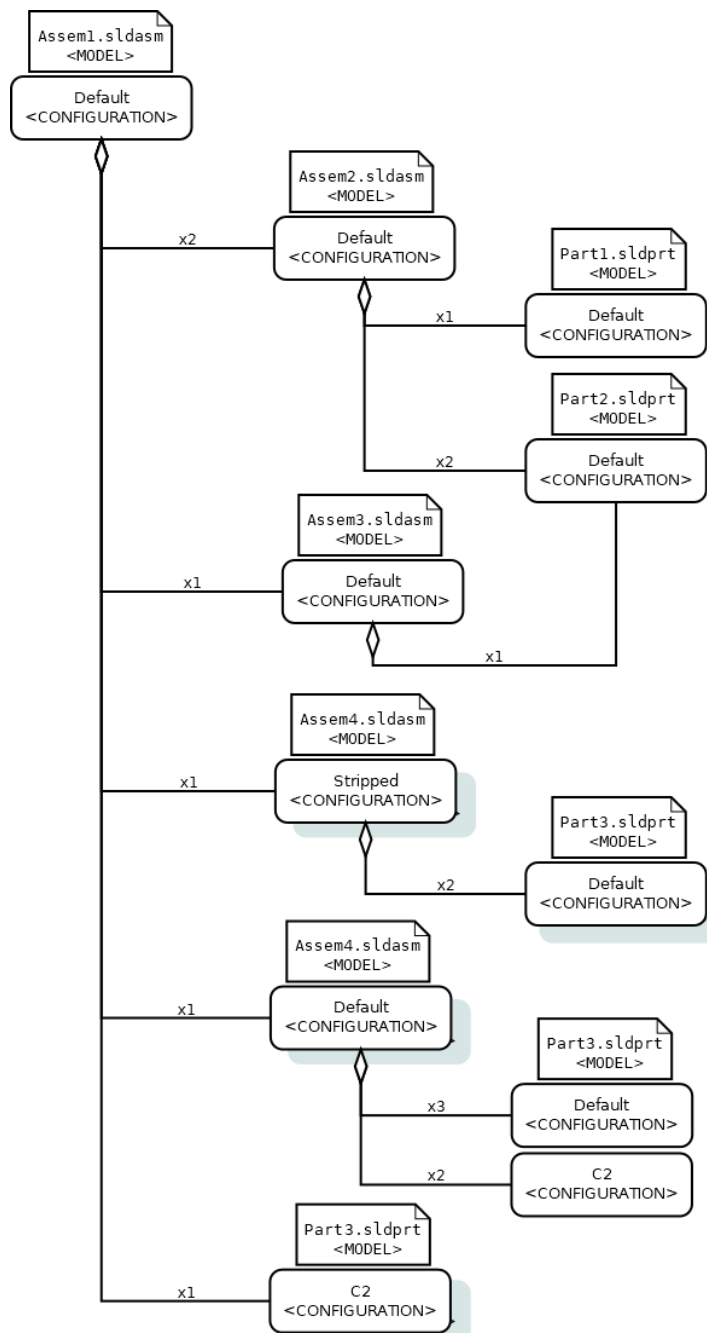 Assem1.sldasm
<MODEL>
Default
<CONFIGURATION>
Assem2.sldasm
<MODEL>
x2
Default
<CONFIGURATION>
Part1.sldprt
<MODEL>
x1
Default
<CONFIGURATION>
Part2.sldprt
<MODEL>
x2
Default
<CONFIGURATION>
Assem3.sldasm
<MODEL>
x1
Default
<CONFIGURATION>
x1
Assem4.sldasm
<MODEL>
x1
Stripped
<CONFIGURATION>
Part3.sldprt
<MODEL>
x2
Default
<CONFIGURATION>
Assem4.sldasm
<MODEL>
x1
Default
<CONFIGURATION>
Part3.sldprt
<MODEL>
x3
Default
<CONFIGURATION>
x2
C2
<CONFIGURATION>
Part3.sldprt
<MODEL>
x1
C2
<CONFIGURATION>